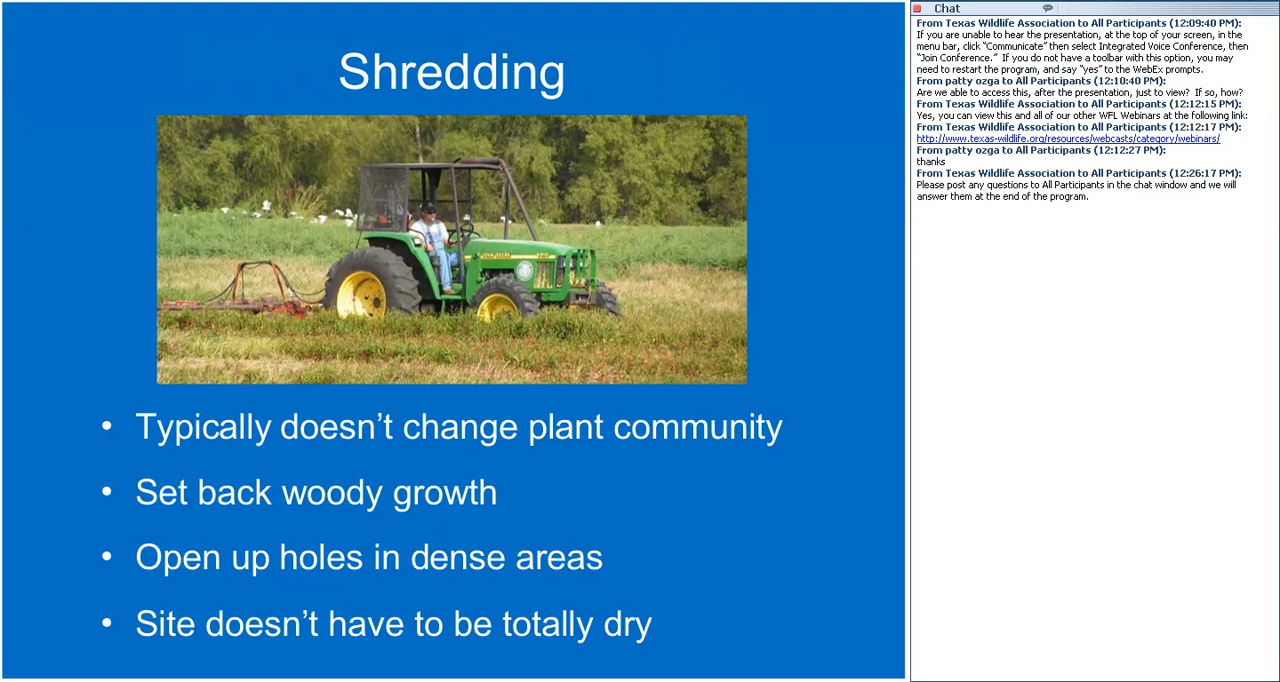 Shredding
JOHN DEERE
• Typically doesn’t change plant community
• Set back woody growth
• Open up holes in dense areas
• Site doesn’t have to be totally dry
Chat
From Texas Wildlife Association to All Participants (12:09:40 PM):
If you are unable to hear the presentation, at the top of your screen, in the
menu bar, click “Communicate” then select Integrated Voice Conference, then
“Join Conference.”  If you do not have a toolbar with this option, you may
need to restart the program, and say “yes” to the WebEx prompts.
From patty ozga to All Participants (12:10:40 PM):
Are we able to access this, after the presentation, just to view?  If so, how?
From Texas Wildlife Association to All Participants (12:12:15 PM):
Yes, you can view this and all of our other WFL Webinars at the following link:
From Texas Wildlife Association to All Participants (12:12:17 PM):
http://www.texas-wildlife.org/resources/webcasts/category/webinars/
From patty ozga to All Participants (12:12:27 PM):
thanks
From Texas Wildlife Association to All Participants (12:26:17 PM):
Please post any questions to All Participants in the chat window and we will
answer them at the end of the program.